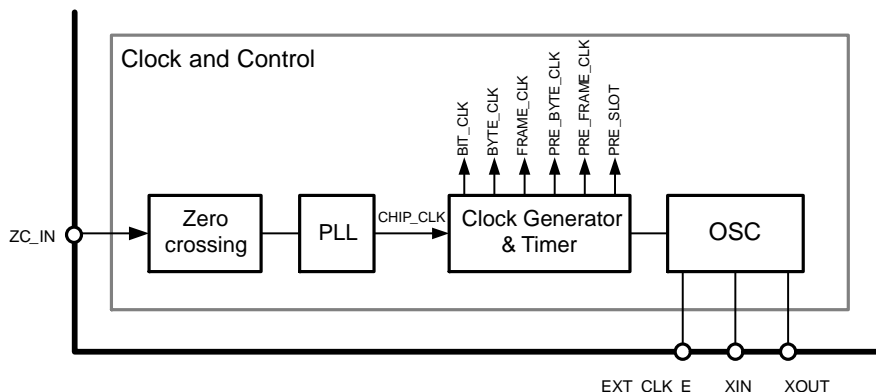 Clock and Control
BIT_CLK
BYTE_CLK
FRAME_CLK
PRE_BYTE_CLK
PRE_FRAME_CLK
PRE_SLOT
ZC_IN
Zero
crossing
PLL
CHIP_CLK
Clock Generator
& Timer
OSC
EXT_CLK_E
XIN
XOUT